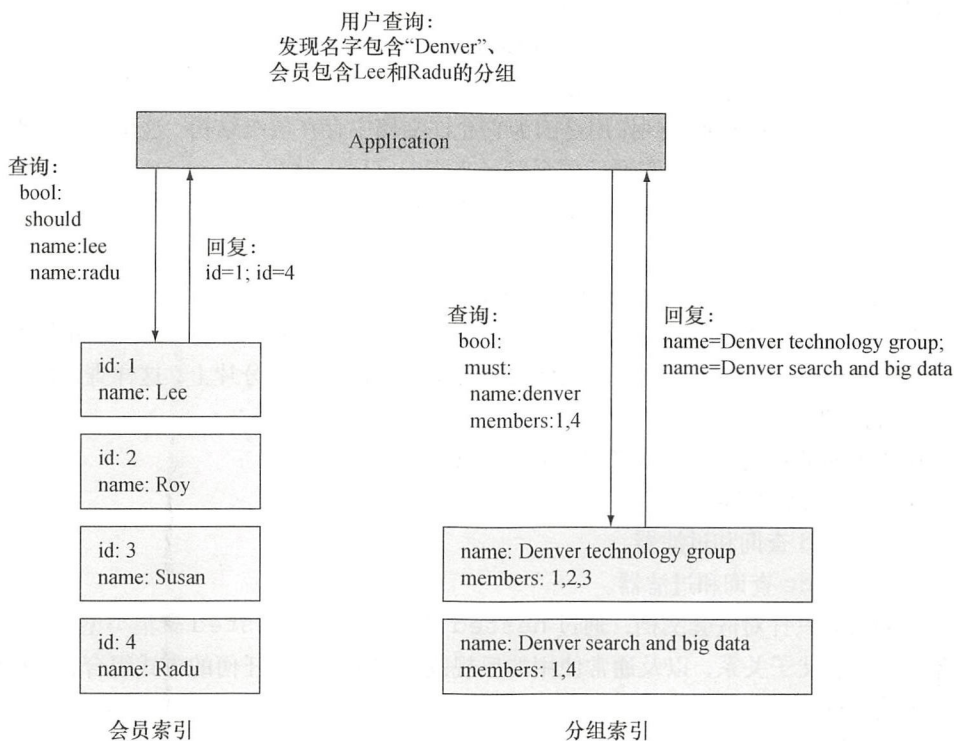 用户查询：
发现名字包含“Denver”、
会员包含Lee和Radu的分组
Application
查询：
bool:
should
name:lee
name:radu
回复：
id=1; id=4
查询：
bool:
must:
name:denver
members:1,4
回复：
name=Denver technology group;
name=Denver search and big data
id: 1
name: Lee
id: 2
name: Roy
id: 3
name: Susan
id: 4
name: Radu
name: Denver technology group
members: 1,2,3
name: Denver search and big data
members: 1,4
会员索引
分组索引